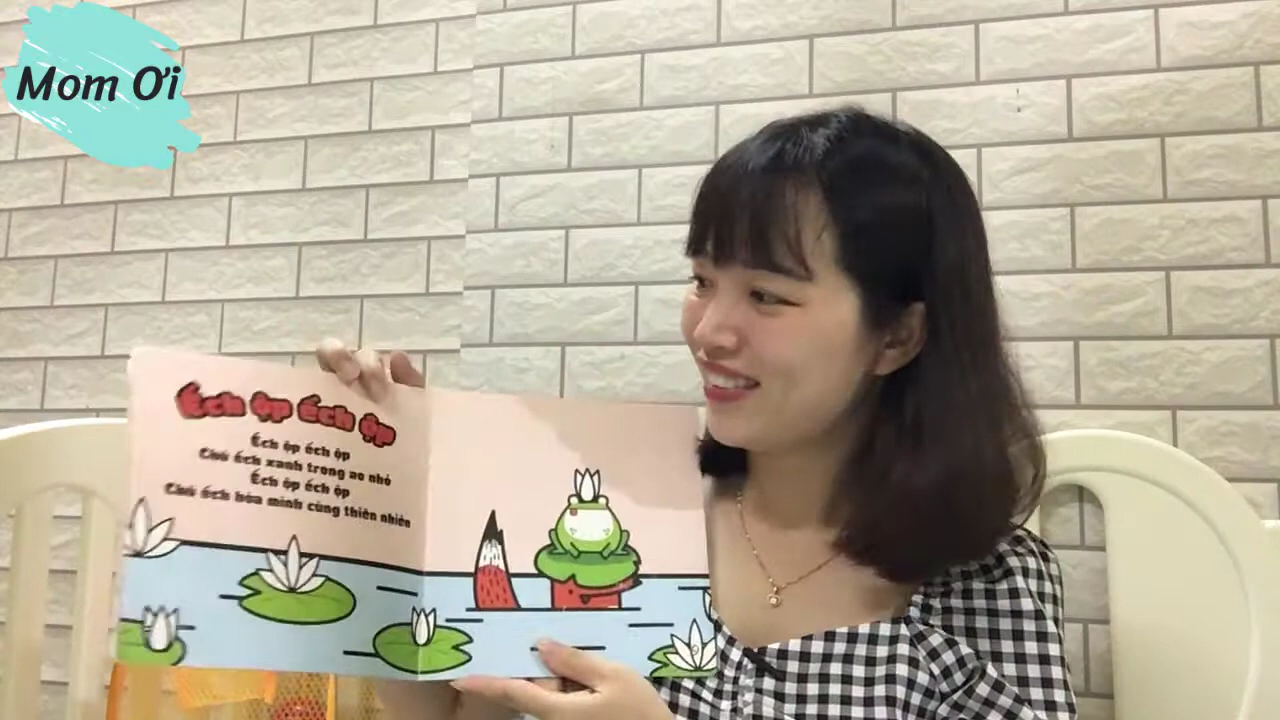 Mom Ơi
Ếch ộp ếch ộp
Ếch ộp ếch ộp
Chú ếch xanh trong ao nhỏ
Ếch ộp ếch ộp
Chú ếch hòa mình cùng thiên nhiên